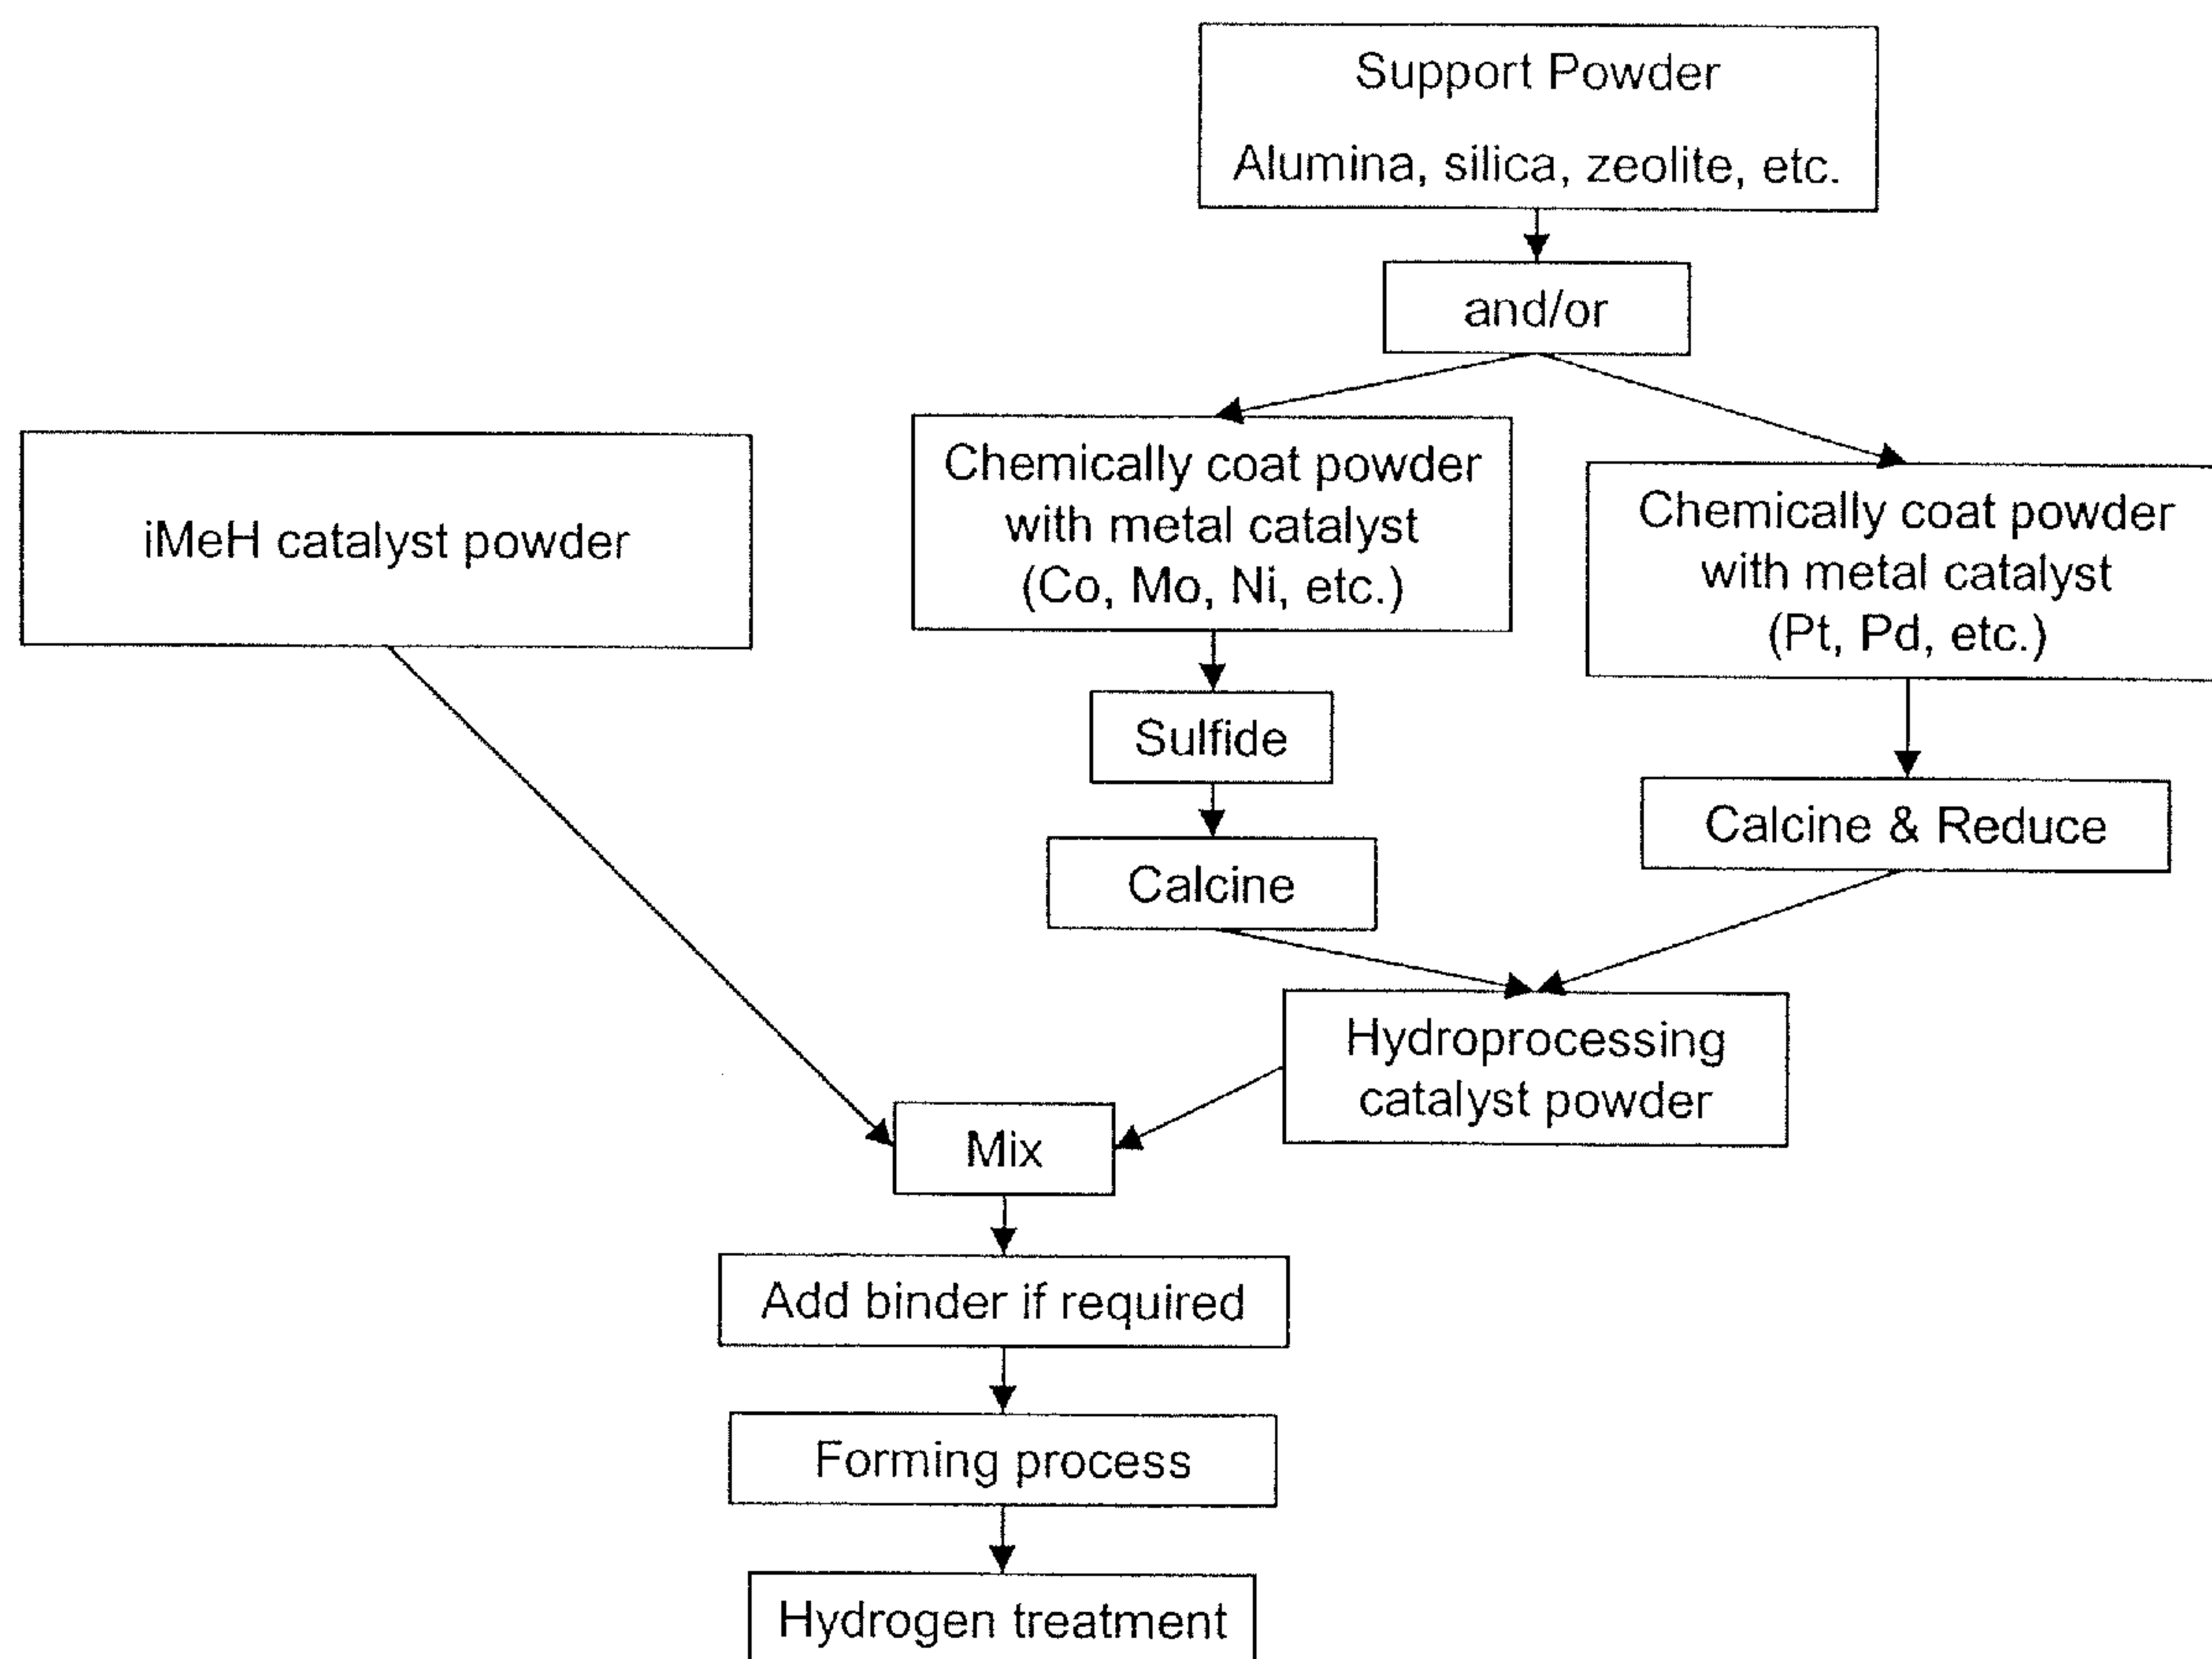 Support Powder
Alumina, silica, zeolite, etc.
and/or
Chemically coat powder
with metal catalyst
(Co, Mo, Ni, etc.)
Chemically coat powder
with metal catalyst
(Pt, Pd, etc.)
iMeH catalyst powder
Sulfide
Calcine & Reduce
Calcine
Hydroprocessing
catalyst powder
Mix
Add binder if required
Forming process
Hydrogen treatment